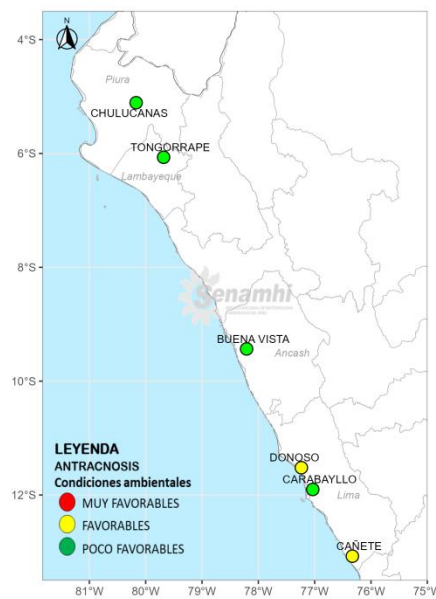 N
4°S
Piura
CHULUCANAS
TONGORRAPE
6°S
Lambayeque
8°S
Senamhi
BUENA VISTA
Ancash
10°S
LEYENDA
ANTRACNOSIS
Condiciones ambientales
MUY FAVORABLES
FAVORABLES
POCO FAVORABLES
DONOSO
CARABAYLLO
Lima
12°S
CAÑETE
81°W 80°W 79°W 78°W 77°W 76°W 75°W